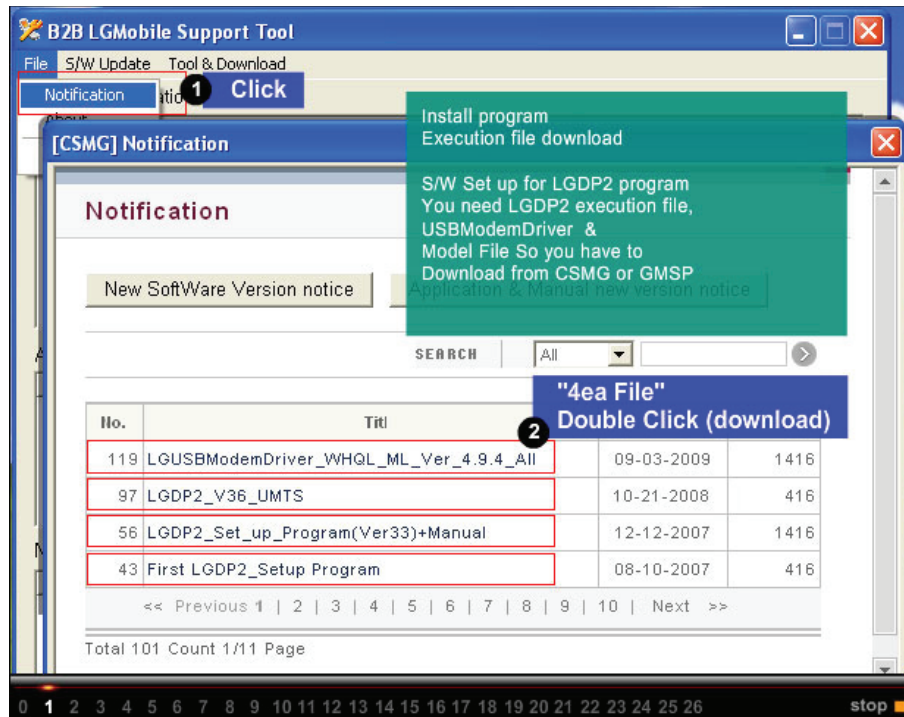 B2B LGMobile Support Tool
File S/W Update Tool & Download
Notification
1 Click
About
[CSMG] Notification
Install program
Execution file download
S/W Set up for LGDP2 program
You need LGDP2 execution file,
USBModemDriver &
Model File So you have to
Download from CSMG or GMSP
Notification
New SoftWare Version notice
Application & Manual new version notice
SEARCH All
"4ea File"
2 Double Click (download)
No. Titl
119 LGUSBModemDriver_WHQL_ML_Ver_4.9.4_All 09-03-2009 1416
97 LGDP2_V36_UMTS 10-21-2008 416
56 LGDP2_Set_up_Program(Ver33)+Manual 12-12-2007 1416
43 First LGDP2_Setup Program 08-10-2007 416
<< Previous 1 | 2 | 3 | 4 | 5 | 6 | 7 | 8 | 9 | 10 | Next >>
Total 101 Count 1/11 Page
0 1 2 3 4 5 6 7 8 9 10 11 12 13 14 15 16 17 18 19 20 21 22 23 24 25 26 stop